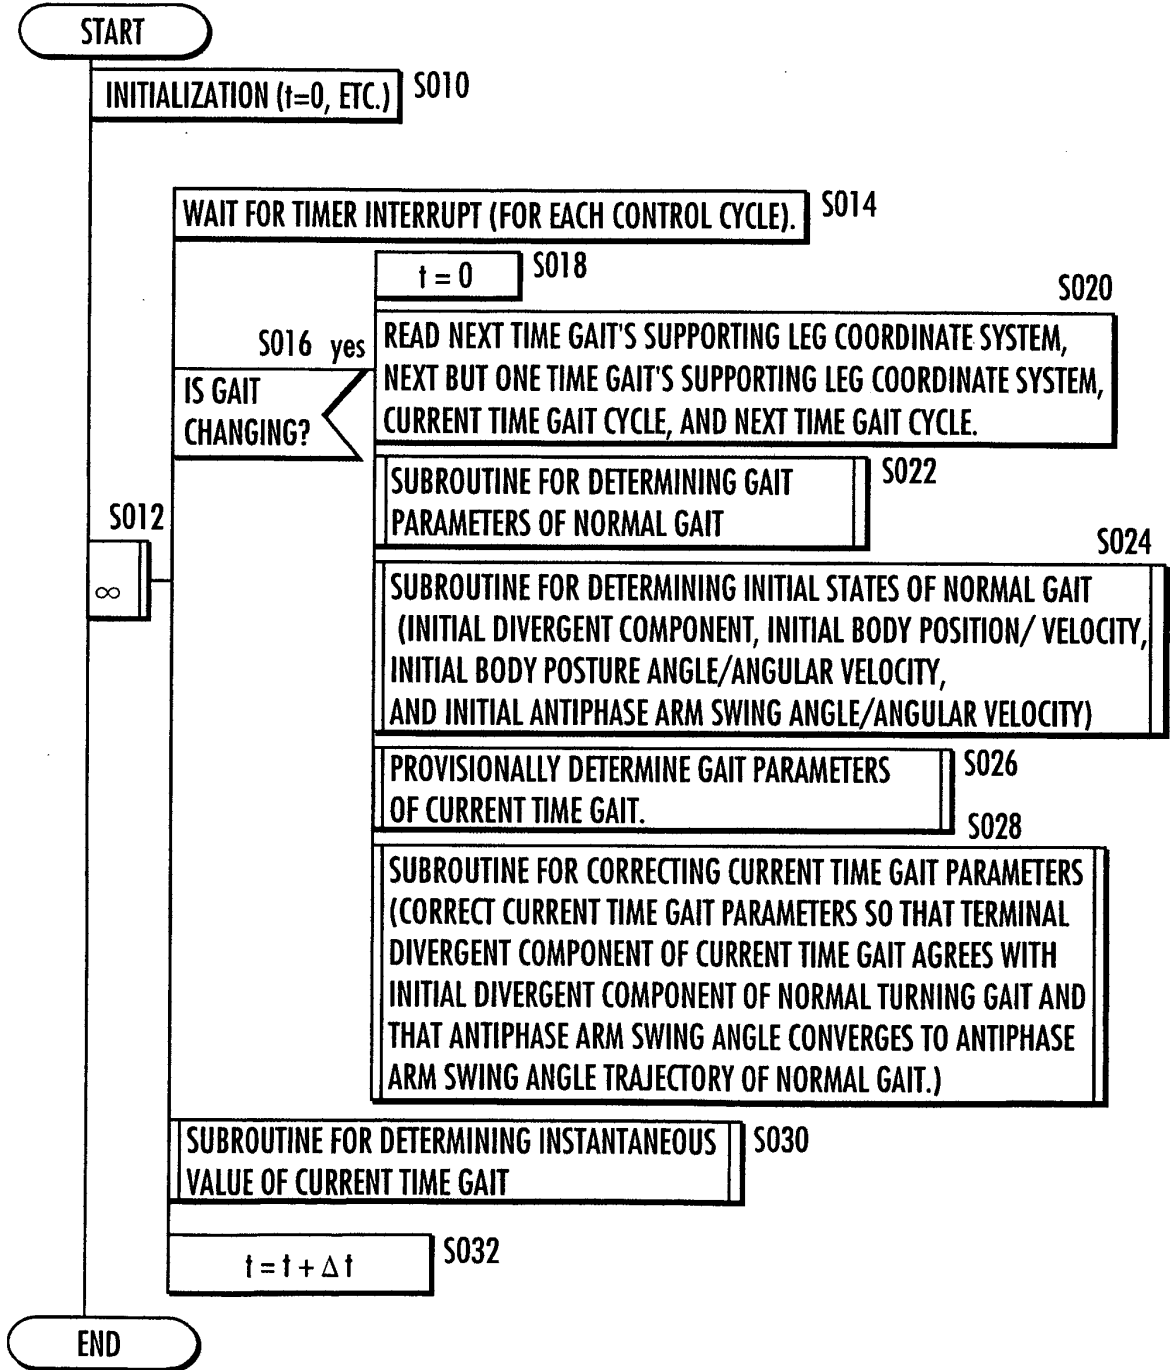 START
INITIALIZATION (t=0, ETC.)
S010
WAIT FOR TIMER INTERRUPT (FOR EACH CONTROL CYCLE).
S014
t = 0
S018
S016 yes
IS GAIT
CHANGING?
S020
READ NEXT TIME GAIT'S SUPPORTING LEG COORDINATE SYSTEM,
NEXT BUT ONE TIME GAIT'S SUPPORTING LEG COORDINATE SYSTEM,
CURRENT TIME GAIT CYCLE, AND NEXT TIME GAIT CYCLE.
SUBROUTINE FOR DETERMINING GAIT
PARAMETERS OF NORMAL GAIT
S022
S012
∞
S024
SUBROUTINE FOR DETERMINING INITIAL STATES OF NORMAL GAIT
(INITIAL DIVERGENT COMPONENT, INITIAL BODY POSITION/ VELOCITY,
INITIAL BODY POSTURE ANGLE/ANGULAR VELOCITY,
AND INITIAL ANTIPHASE ARM SWING ANGLE/ANGULAR VELOCITY)
PROVISIONALLY DETERMINE GAIT PARAMETERS
OF CURRENT TIME GAIT.
S026
S028
SUBROUTINE FOR CORRECTING CURRENT TIME GAIT PARAMETERS
(CORRECT CURRENT TIME GAIT PARAMETERS SO THAT TERMINAL
DIVERGENT COMPONENT OF CURRENT TIME GAIT AGREES WITH
INITIAL DIVERGENT COMPONENT OF NORMAL TURNING GAIT AND
THAT ANTIPHASE ARM SWING ANGLE CONVERGES TO ANTIPHASE
ARM SWING ANGLE TRAJECTORY OF NORMAL GAIT.)
SUBROUTINE FOR DETERMINING INSTANTANEOUS
VALUE OF CURRENT TIME GAIT
S030
t = t + Δ t
S032
END